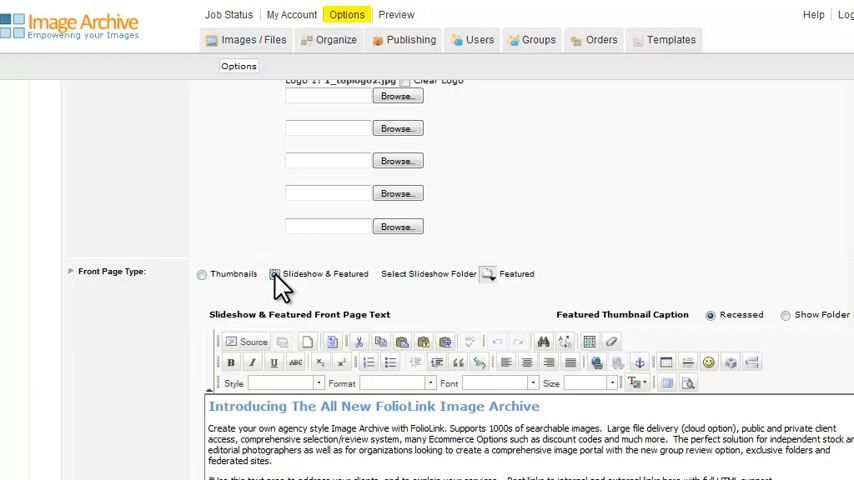 Image Archive
Empowering your Images
Job Status My Account Options Preview Help
Images / Files Organize Publishing Users Groups Orders Templates
Options
Logo 1: 1_toplogo2.jpg Clear Logo
Browse...
Browse...
Browse...
Browse...
Browse...
Front Page Type: Thumbnails Slideshow & Featured Select Slideshow Folder Featured
Slideshow & Featured Front Page Text Featured Thumbnail Caption Recessed Show Folder
Source
B I U ABC
Style Format Font Size
Introducing The All New FolioLink Image Archive
Create your own agency style Image Archive with FolioLink. Supports 1000s of searchable images. Large file delivery (cloud option), public and private client
access, comprehensive selection/review system, many Ecommerce Options such as discount codes and much more. The perfect solution for independent stock
editorial photographers as well as for organizations looking to create a comprehensive image portal with the new group review option, exclusive folders and
federated sites.